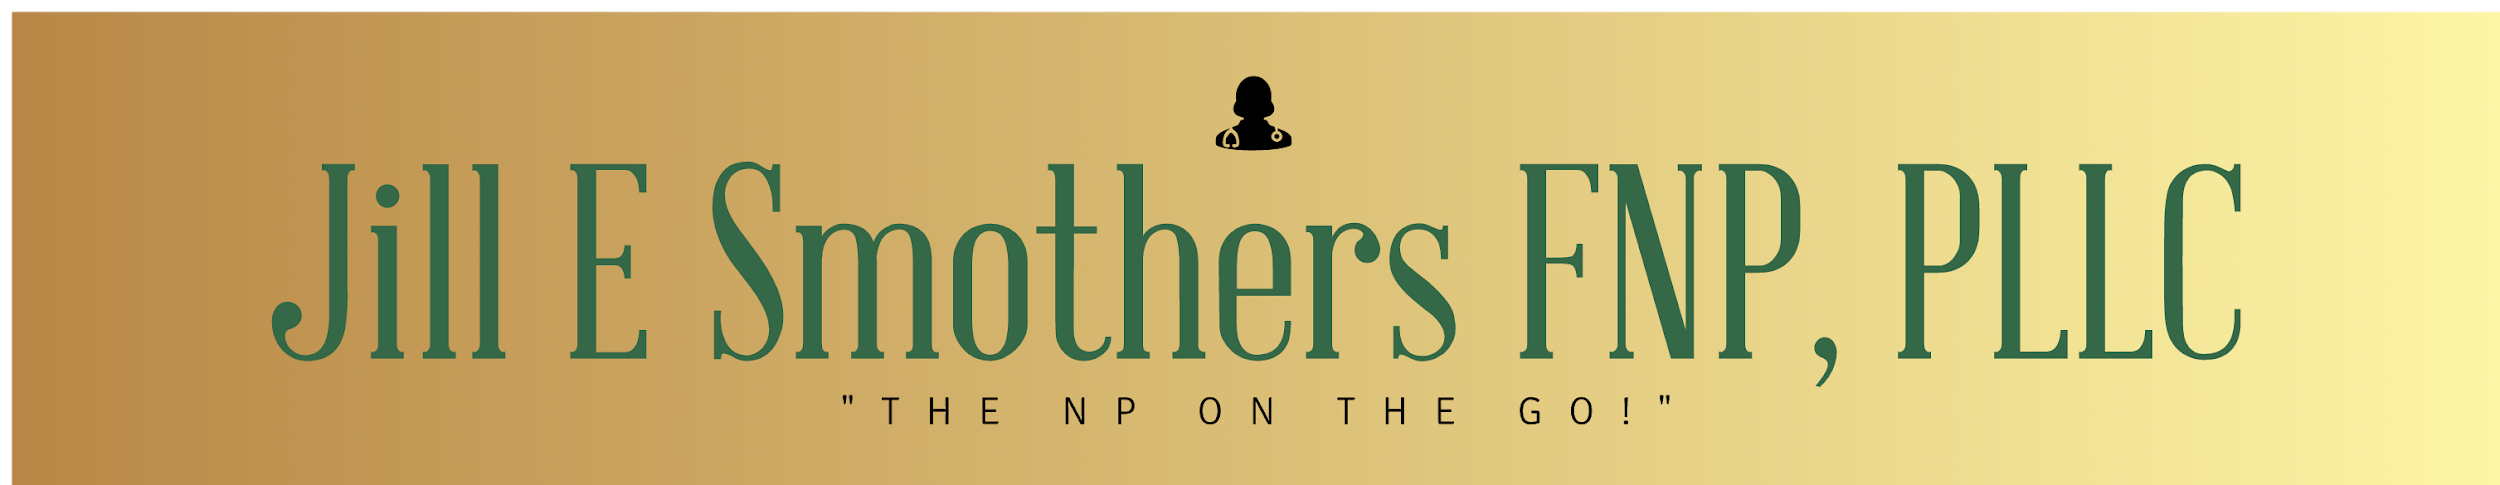 Jill E Smothers FNP, PLLC
"THE NP ON THE GO!"